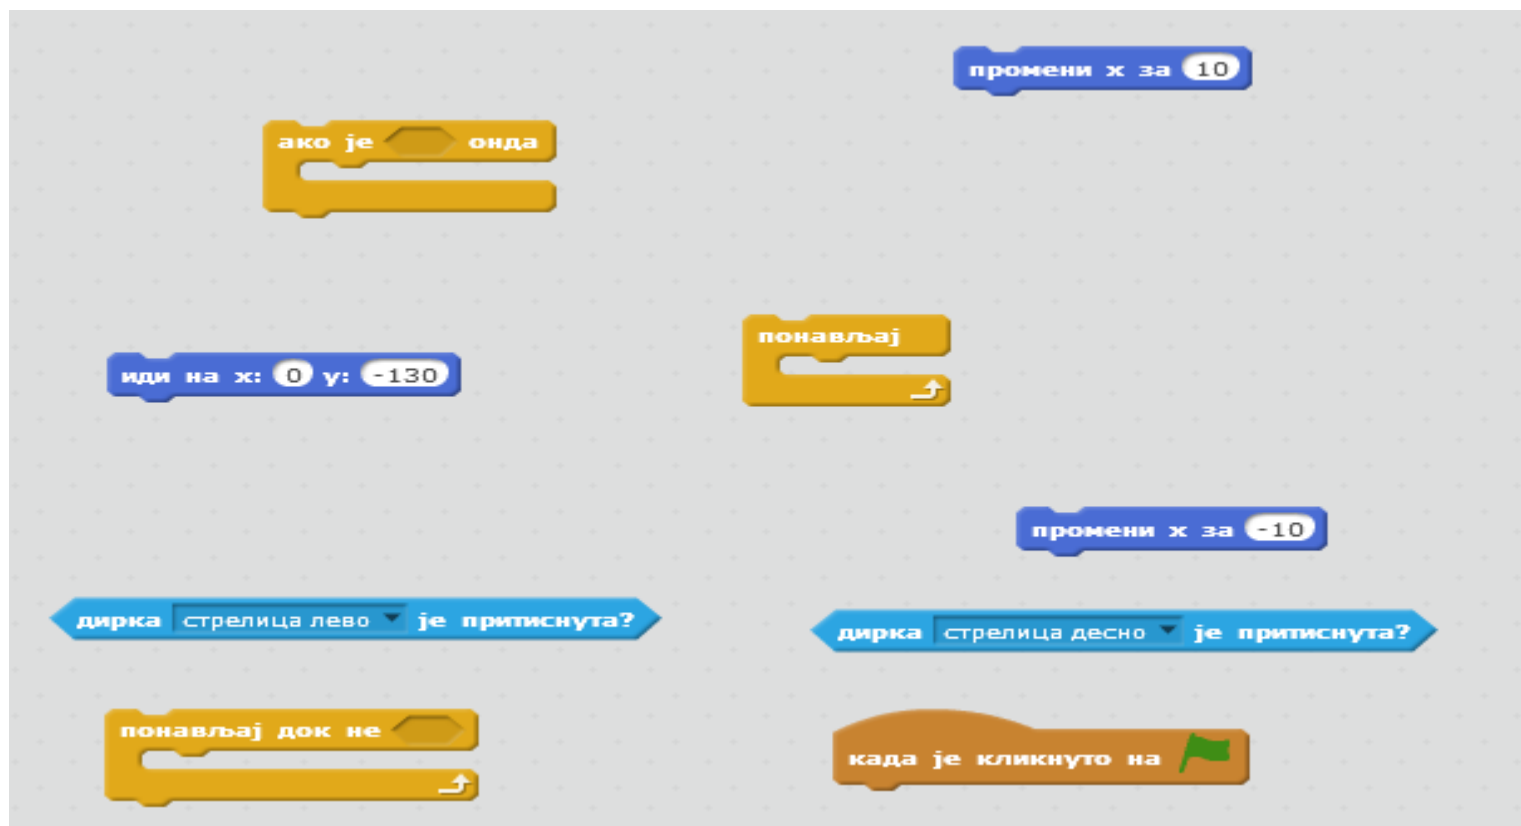 промени x за 10
ако је онда
понављај
иди на x: 0 y: -130
промени x за -10
дирка стрелица лево је притиснута?
дирка стрелица десно је притиснута?
понављај док не
када је кликнуто на